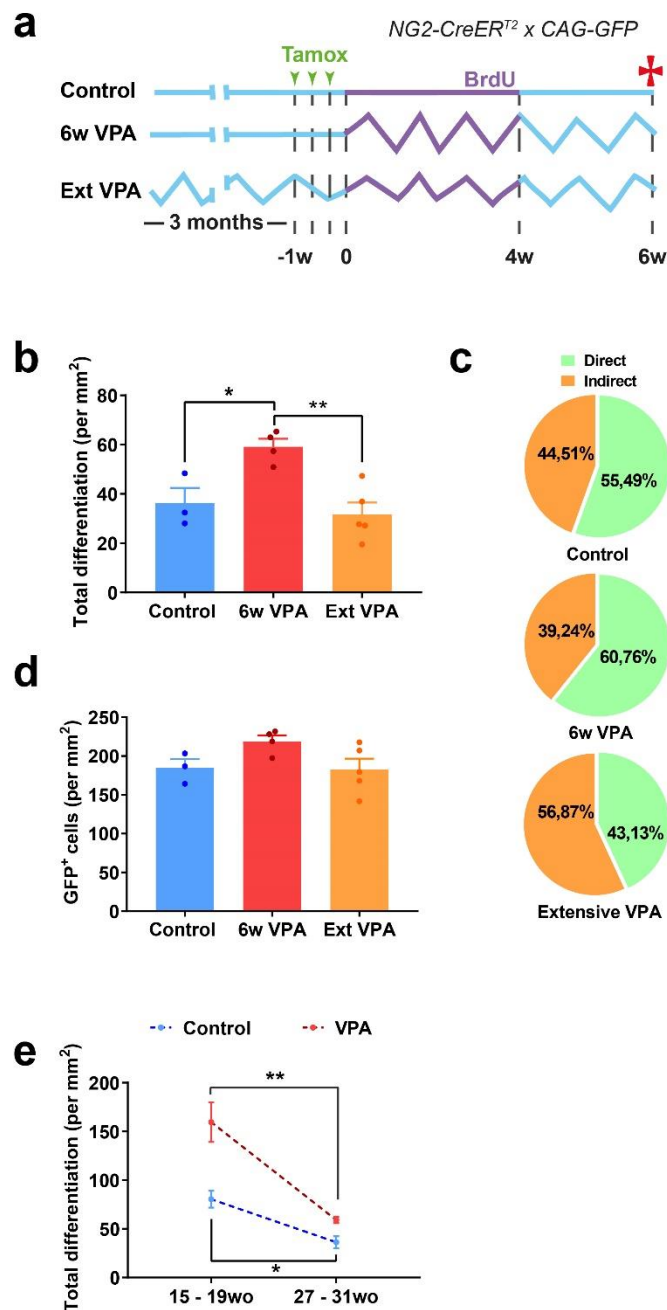 a
NG2-CreERT2 x CAG-GFP
Tamox
Control
BrdU
6w VPA
Ext VPA
3 months
-1w 0 4w 6w
b
Total differentiation (per mm2)
80
60
40
20
0
* **
Control 6w VPA Ext VPA
c
Direct
Indirect
44,51% 55,49%
Control
39,24% 60,76%
6w VPA
56,87% 43,13%
Extensive VPA
d
GFP+ cells (per mm2)
250
200
150
100
50
0
Control 6w VPA Ext VPA
e
Control VPA
Total differentiation (per mm2)
200
150
100
50
0
**
*
15 - 19wo 27 - 31wo